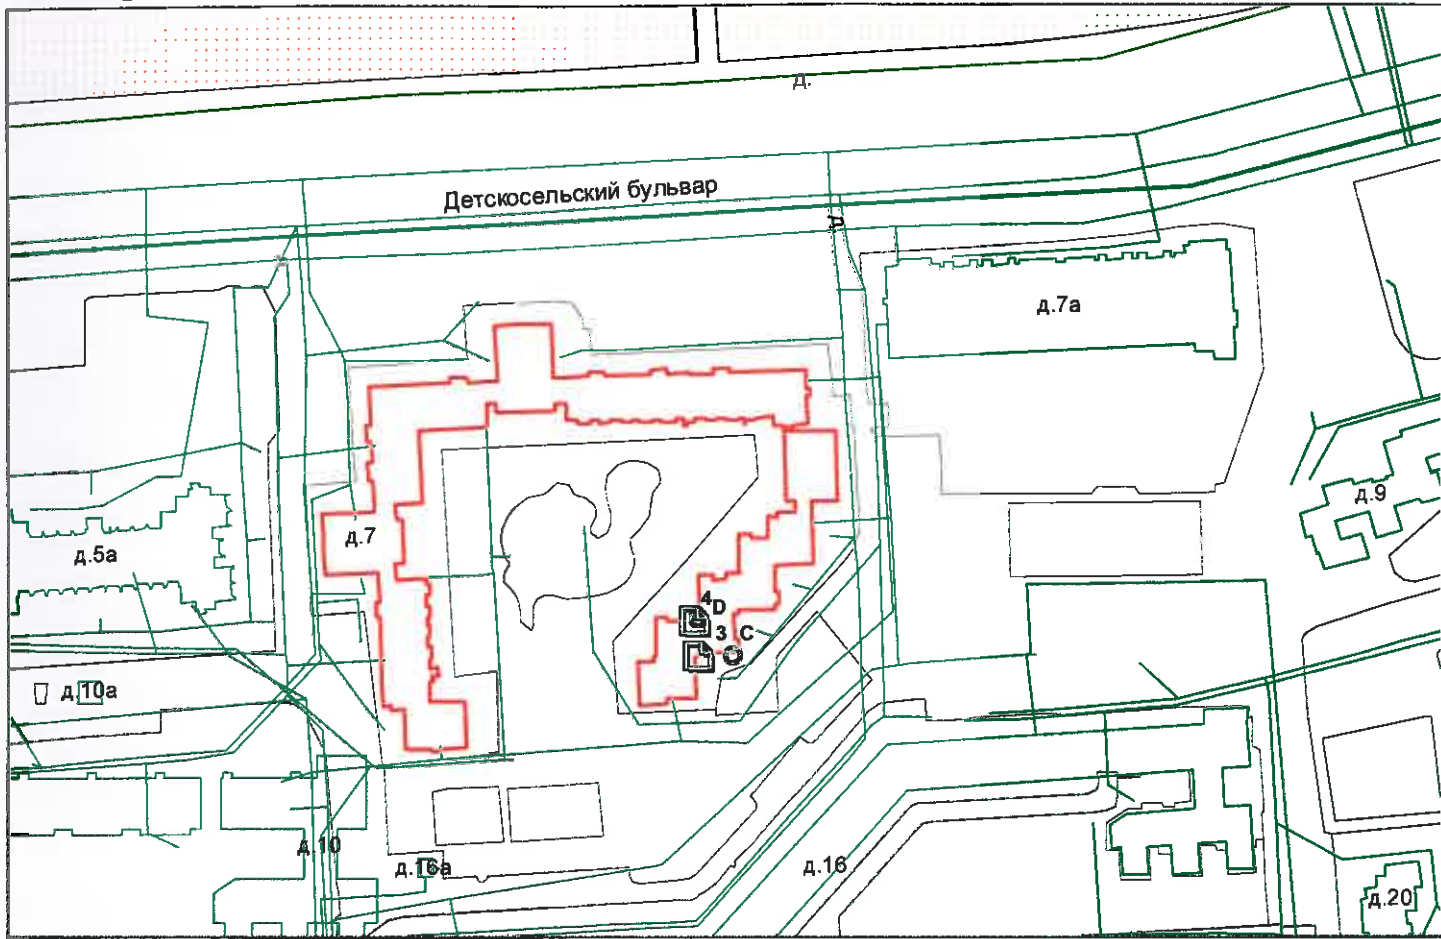 д.
Детскосельский бульвар
д
д.7а
д.9
д.7
д.5а
4 D
3 C
д.10а
д.10
д.16а
д.16
д.20